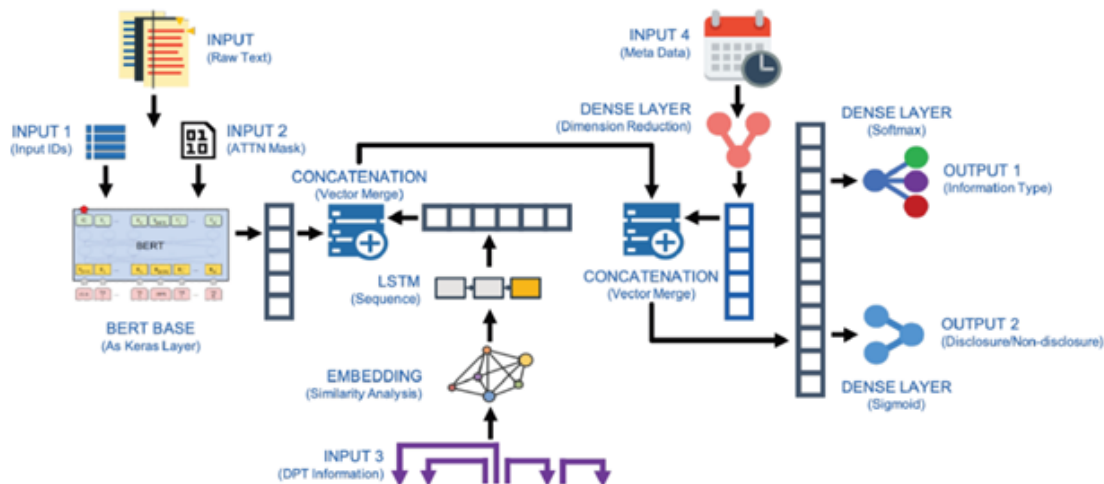 INPUT
(Raw Text)
INPUT 1
(Input IDs)
INPUT 2
(ATTN Mask)
01
10
BERT
BERT BASE
(As Keras Layer)
CONCATENATION
(Vector Merge)
LSTM
(Sequence)
EMBEDDING
(Similarity Analysis)
INPUT 3
(DPT Information)
INPUT 4
(Meta Data)
DENSE LAYER
(Dimension Reduction)
CONCATENATION
(Vector Merge)
DENSE LAYER
(Softmax)
OUTPUT 1
(Information Type)
OUTPUT 2
(Disclosure/Non-disclosure)
DENSE LAYER
(Sigmoid)